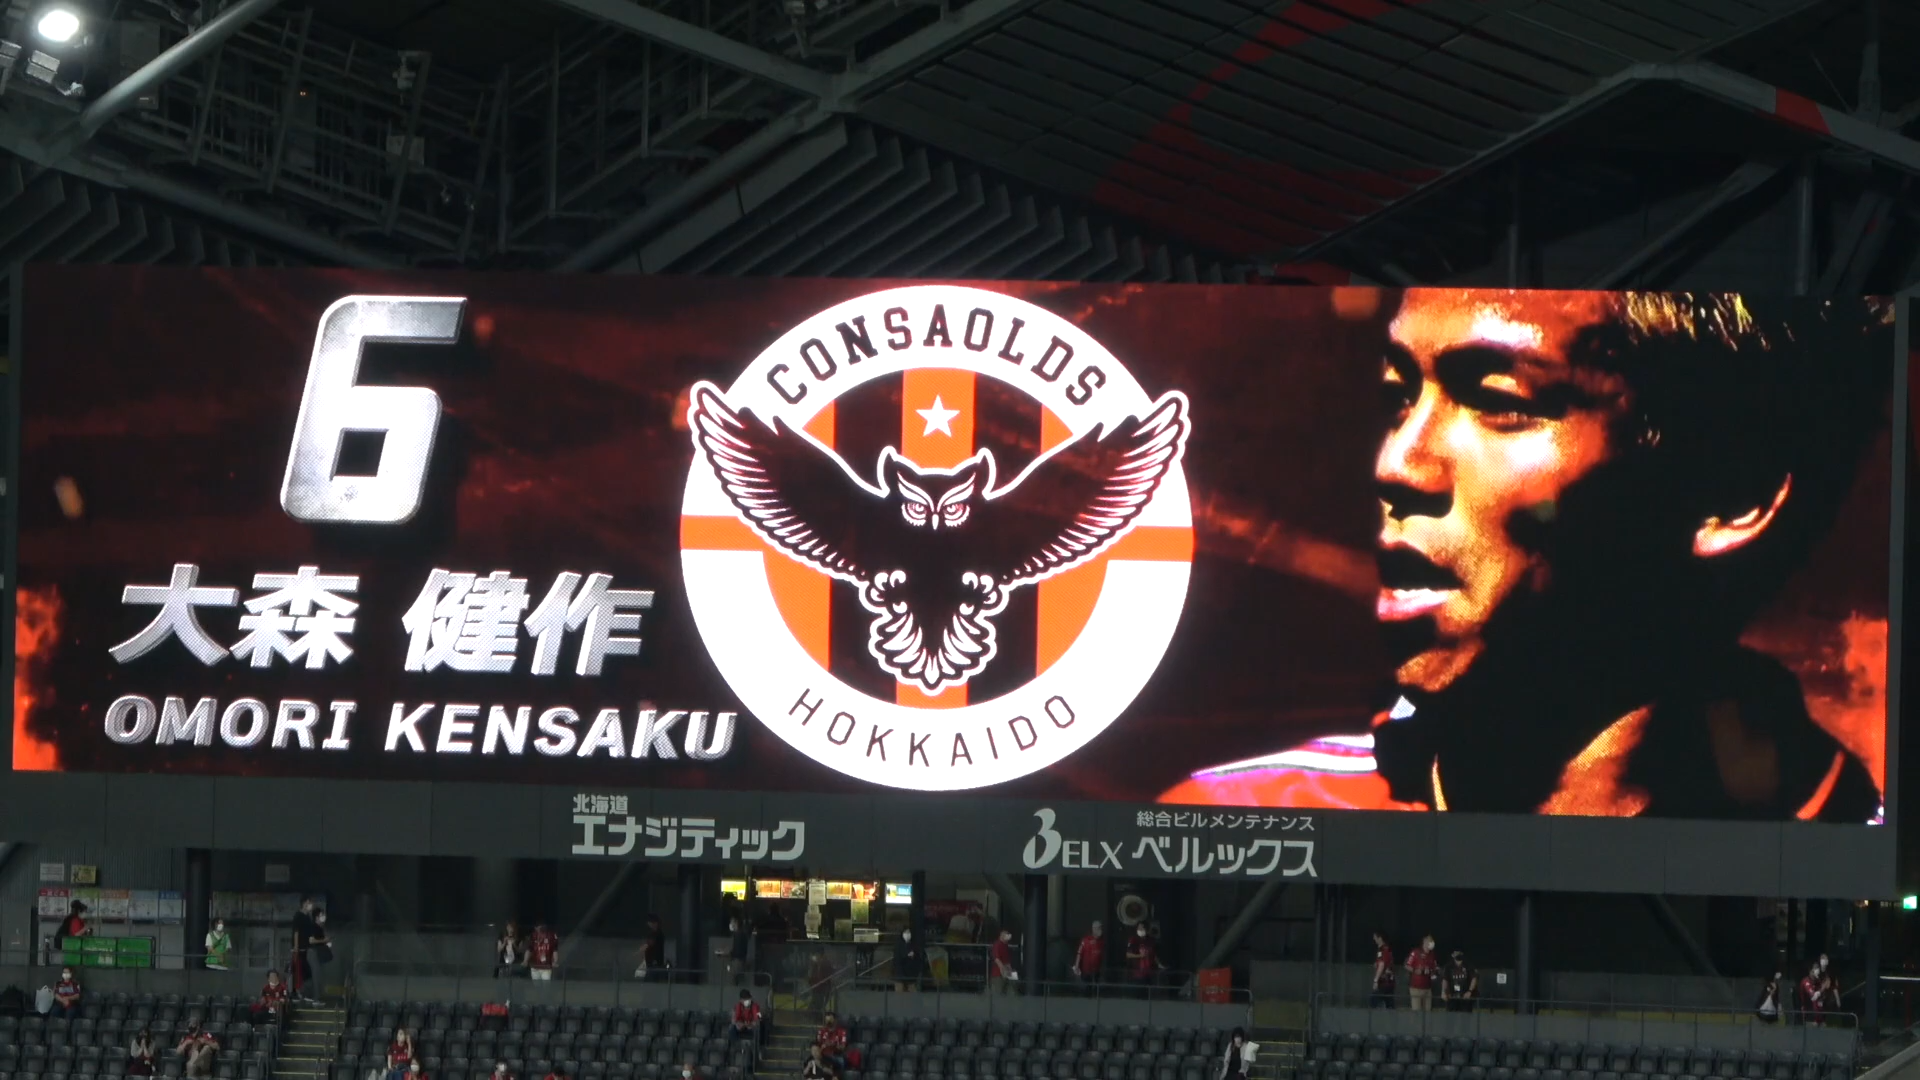 6
大森 健作
OMORI KENSAKU
CONSAOLDS
HOKKAIDO
北海道
エナジティック
BELX
総合ビルメンテナンス
ベルックス